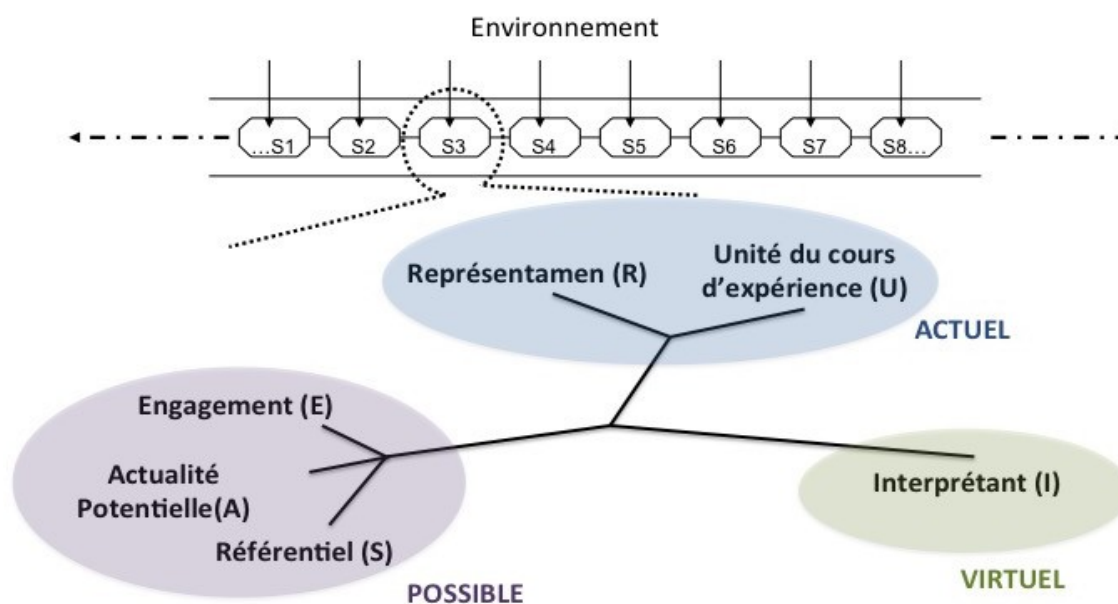 Environnement
...S1 S2 S3 S4 S5 S6 S7 S8...
Représentamen (R)
Unité du cours
d'expérience (U)
ACTUEL
Engagement (E)
Actualité
Potentielle(A)
Référentiel (S)
POSSIBLE
Interprétant (I)
VIRTUEL